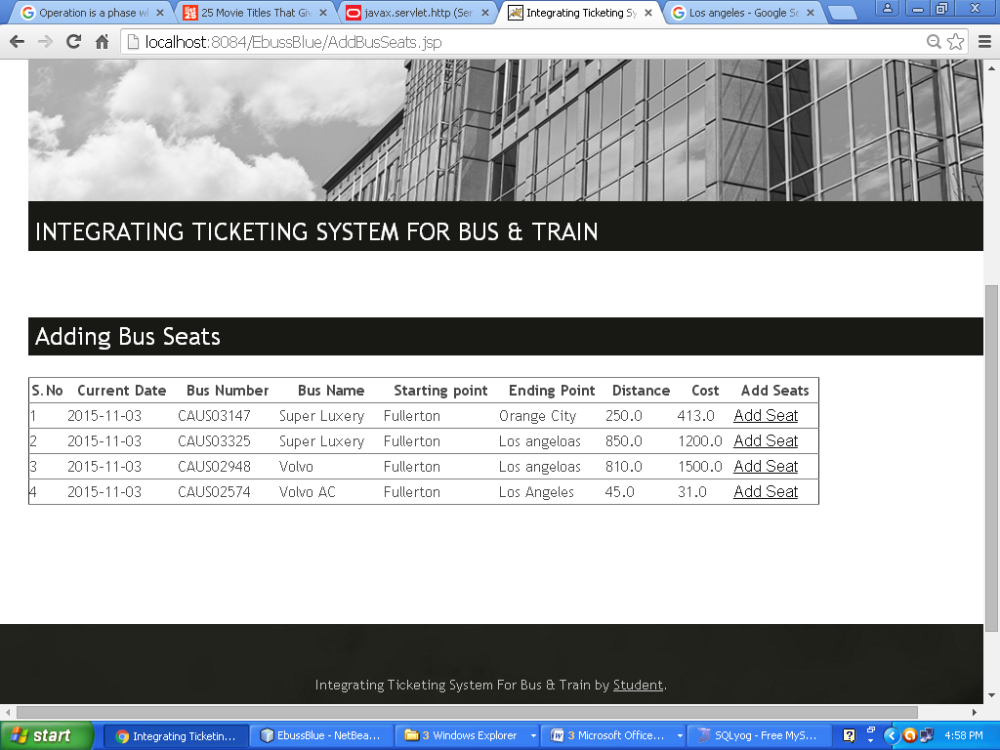 Operation is a phase wh
25 Movie Titles That Giv
javax.servlet.http (Ser
Integrating Ticketing Sy
Los angeles - Google Se
localhost:8084/EbussBlue/AddBusSeats.jsp
INTEGRATING TICKETING SYSTEM FOR BUS & TRAIN
Adding Bus Seats
S.No Current Date Bus Number Bus Name Starting point Ending Point Distance Cost Add Seats
1 2015-11-03 CAUS03147 Super Luxery Fullerton Orange City 250.0 413.0 Add Seat
2 2015-11-03 CAUS03325 Super Luxery Fullerton Los angeloas 850.0 1200.0 Add Seat
3 2015-11-03 CAUS02948 Volvo Fullerton Los angeloas 810.0 1500.0 Add Seat
4 2015-11-03 CAUS02574 Volvo AC Fullerton Los Angeles 45.0 31.0 Add Seat
Integrating Ticketing System For Bus & Train by Student.
start
Integrating Ticketin...
EbussBlue - NetBea...
3 Windows Explorer
3 Microsoft Office...
SQLyog - Free MyS...
4:58 PM